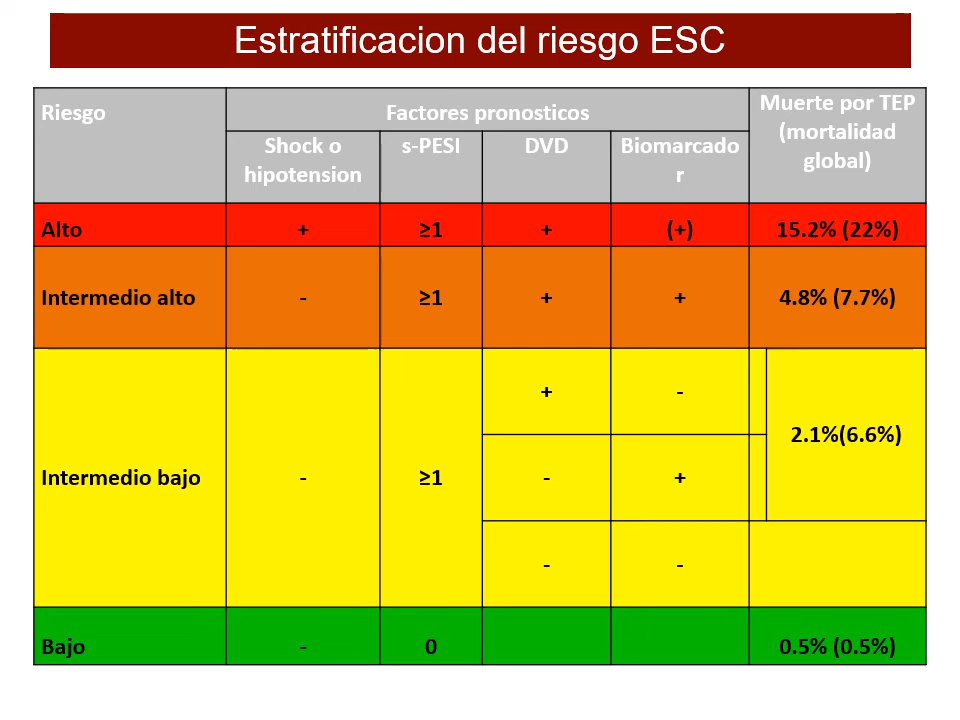 Estratificacion del riesgo ESC
Riesgo
Factores pronosticos
Muerte por TEP
(mortalidad
global)
Shock o
hipotension
s-PESI
DVD
Biomarcado
r
Alto + ≥1 + (+) 15.2% (22%)
Intermedio alto - ≥1 + + 4.8% (7.7%)
+ -
2.1%(6.6%)
Intermedio bajo - ≥1 - +
- -
Bajo - 0 0.5% (0.5%)